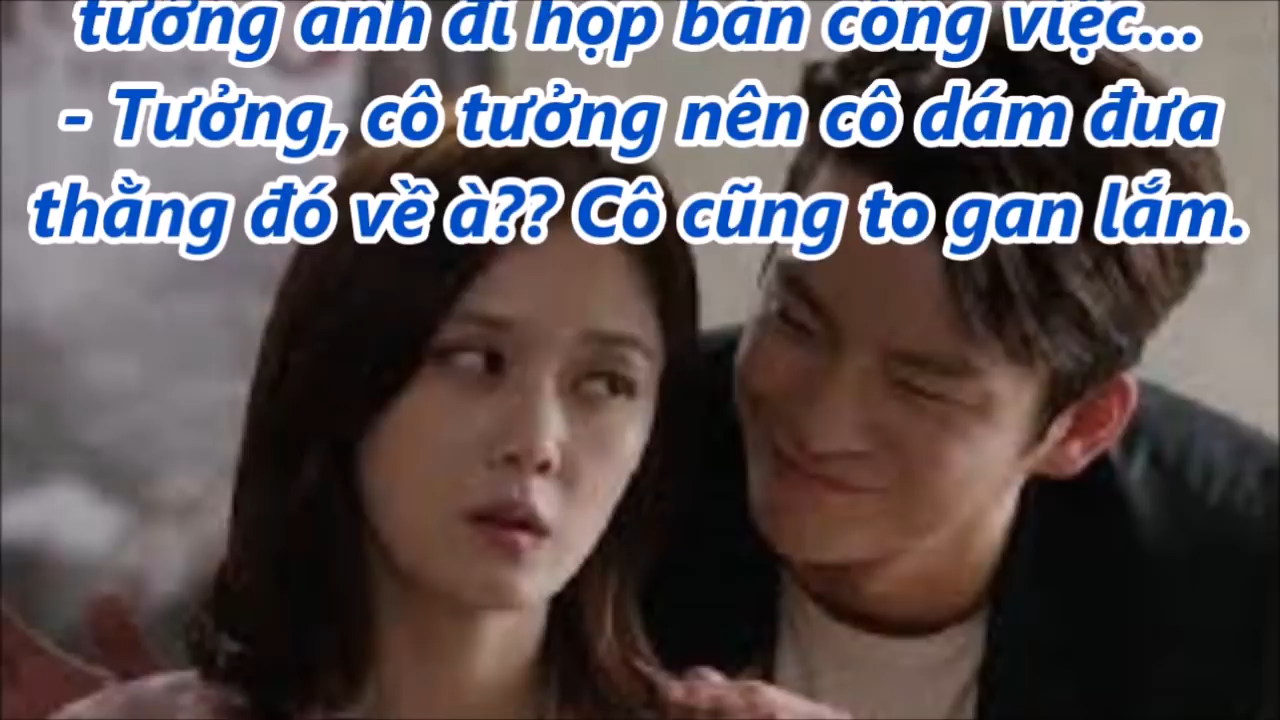 tưởng anh đi họp bàn công việc...
- Tưởng, cô tưởng nên cô dám đưa
thằng đó về à?? Cô cũng to gan lắm.